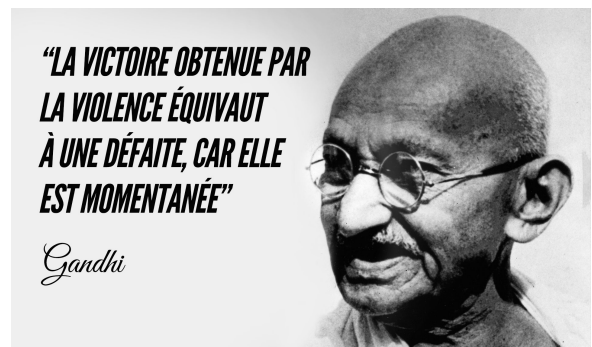 “LA VICTOIRE OBTENUE PAR
LA VIOLENCE ÉQUIVAUT
À UNE DÉFAITE, CAR ELLE
EST MOMENTANÉE”
Gandhi